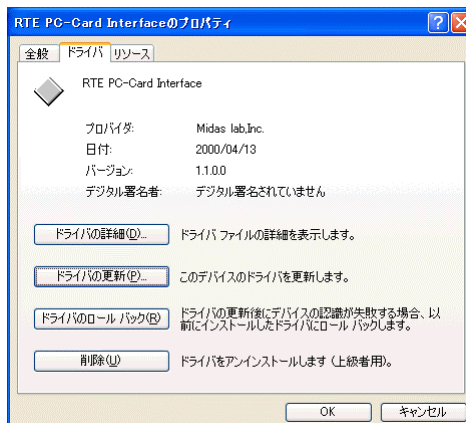 RTE PC-Card Interfaceのプロパティ
全般 ドライバ リソース
RTE PC-Card Interface
プロバイダ: Midas lab,Inc.
日付: 2000/04/13
バージョン: 1.1.0.0
デジタル署名者: デジタル署名されていません
ドライバの詳細(D)... ドライバ ファイルの詳細を表示します。
ドライバの更新(P)... このデバイスのドライバを更新します。
ドライバのロール バック(R) ドライバの更新後にデバイスの認識が失敗する場合、以
前にインストールしたドライバにロール バックします。
削除(U) ドライバをアンインストールします (上級者用)。
OK キャンセル